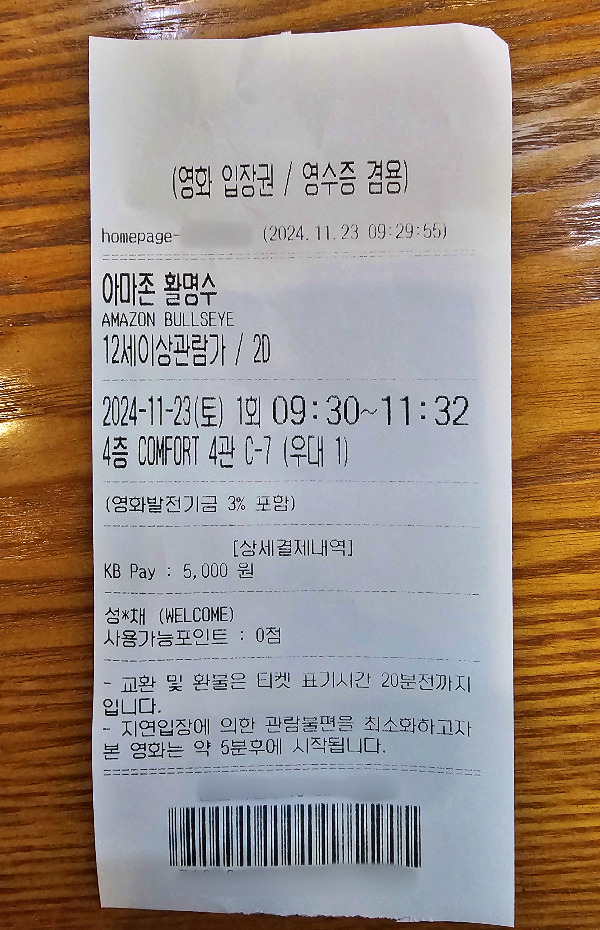 (영화 입장권 / 영수증 겸용)
homepage- (2024.11.23 09:29:55)
아마존 활명수
AMAZON BULLSEYE
12세이상관람가 / 2D
2024-11-23(토) 1회 09:30~11:32
4층 COMFORT 4관 C-7 (우대 1)
(영화발전기금 3% 포함)
[상세결제내역]
KB Pay : 5,000 원
성*채 (WELCOME)
사용가능포인트 : 0점
- 교환 및 환불은 티켓 표기시간 20분전까지
입니다.
- 지연입장에 의한 관람불편을 최소화하고자
본 영화는 약 5분후에 시작됩니다.